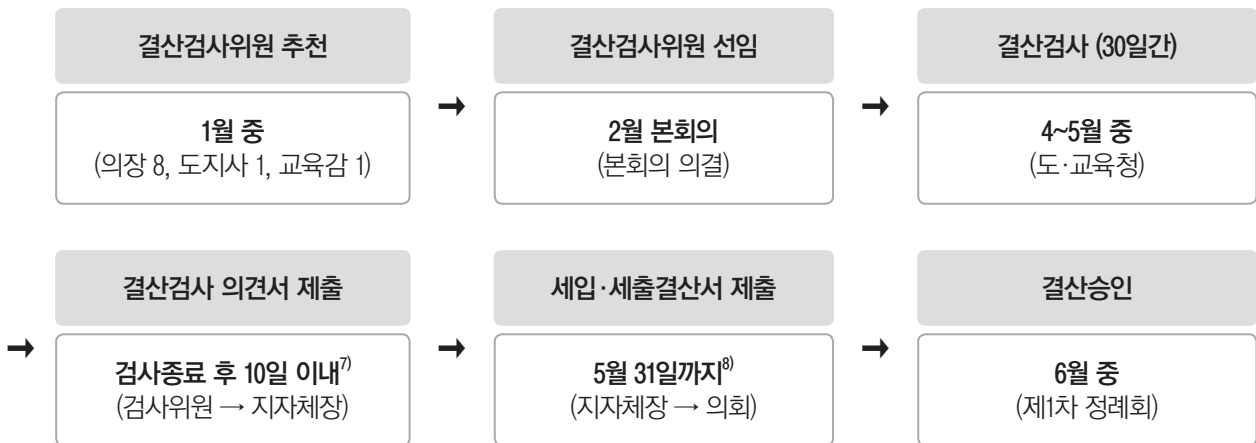 결산검사위원 추천
1월 중
(의장 8, 도지사 1, 교육감 1)
➞
결산검사위원 선임
2월 본회의
(본회의 의결)
➞
결산검사 (30일간)
4~5월 중
(도·교육청)
➞
결산검사 의견서 제출
검사종료 후 10일 이내7)
(검사위원 → 지자체장)
➞
세입·세출결산서 제출
5월 31일까지8)
(지자체장 → 의회)
➞
결산승인
6월 중
(제1차 정례회)